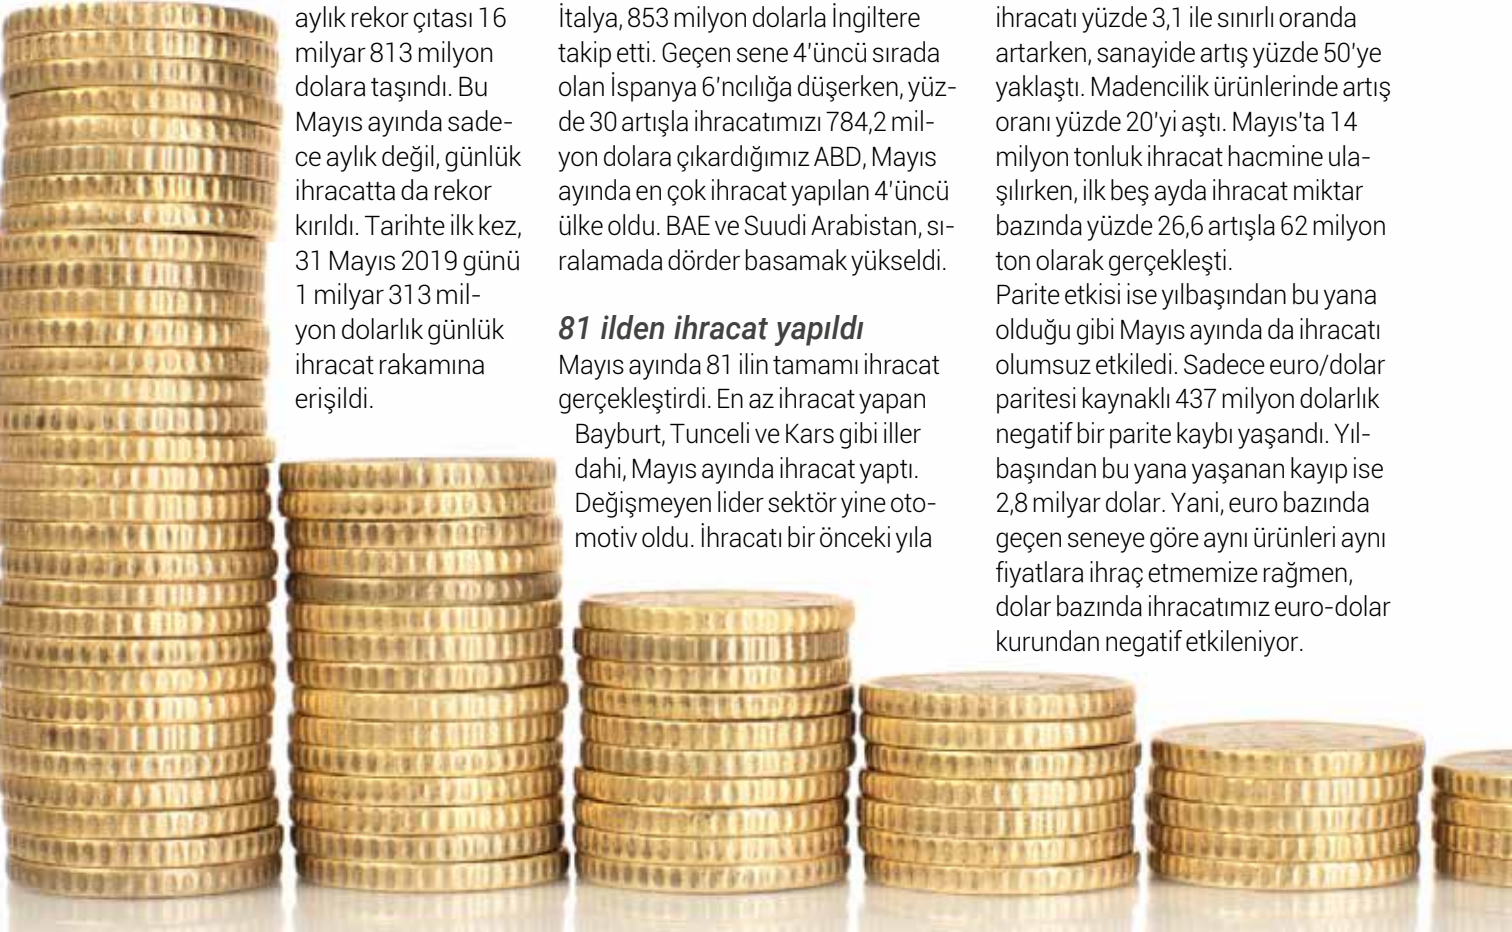 aylık rekor çıtası 16
milyar 813 milyon
dolara taşındı. Bu
Mayıs ayında sade-
ce aylık değil, günlük
ihracatta da rekor
kırıldı. Tarihte ilk kez,
31 Mayıs 2019 günü
1 milyar 313 mil-
yon dolarlık günlük
ihracat rakamına
erişildi.
İtalya, 853 milyon dolarla İngiltere
takip etti. Geçen sene 4'üncü sırada
olan İspanya 6'ncılığa düşerken, yüz-
de 30 artışla ihracatımızı 784,2 mil-
yon dolara çıkardığımız ABD, Mayıs
ayında en çok ihracat yapılan 4'üncü
ülke oldu. BAE ve Suudi Arabistan, sı-
ralamada dörder basamak yükseldi.
81 ilden ihracat yapıldı
Mayıs ayında 81 ilin tamamı ihracat
gerçekleştirdi. En az ihracat yapan
Bayburt, Tunceli ve Kars gibi iller
dahi, Mayıs ayında ihracat yaptı.
Değişmeyen lider sektör yine oto-
motiv oldu. İhracatı bir önceki yıla
ihracatı yüzde 3,1 ile sınırlı oranda
artarken, sanayide artış yüzde 50'ye
yaklaştı. Madencilik ürünlerinde artış
oranı yüzde 20'yi aştı. Mayıs'ta 14
milyon tonluk ihracat hacmine ula-
şılırken, ilk beş ayda ihracat miktar
bazında yüzde 26,6 artışla 62 milyon
ton olarak gerçekleşti.
Parite etkisi ise yılbaşından bu yana
olduğu gibi Mayıs ayında da ihracatı
olumsuz etkiledi. Sadece euro/dolar
paritesi kaynaklı 437 milyon dolarlık
negatif bir parite kaybı yaşandı. Yıl-
başından bu yana yaşanan kayıp ise
2,8 milyar dolar. Yani, euro bazında
geçen seneye göre aynı ürünleri aynı
fiyatlara ihraç etmemize rağmen,
dolar bazında ihracatımız euro-dolar
kurundan negatif etkileniyor.